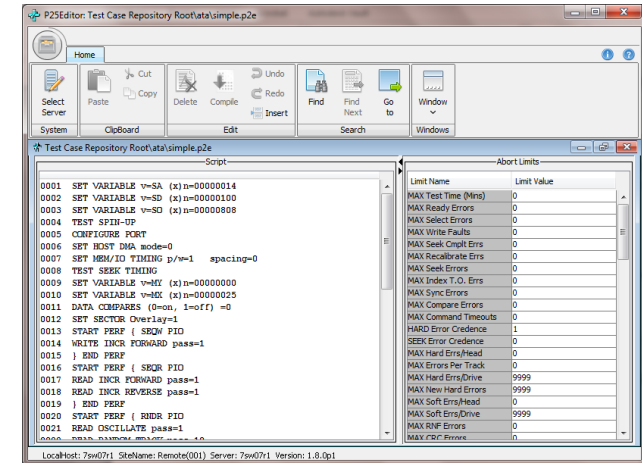 P25Editor: Test Case Repository Root\ata\simple.p2e
Home
Select Server
Paste
Cut
Copy
Delete
Compile
Undo
Redo
Insert
Find
Find Next
Go to
Window
System
ClipBoard
Edit
Search
Windows
Test Case Repository Root\ata\simple.p2e
Script
0001 SET VARIABLE v=SA (x)n=00000014
0002 SET VARIABLE v=SD (x)n=00000100
0003 SET VARIABLE v=SO (x)n=00000808
0004 TEST SPIN-UP
0005 CONFIGURE PORT
0006 SET HOST DMA mode=0
0007 SET MEM/IO TIMING p/w=1 spacing=0
0008 TEST SEEK TIMING
0009 SET VARIABLE v=MY (x)n=00000000
0010 SET VARIABLE v=MX (x)n=00000025
0011 DATA COMPARES (0=on, 1=off) =0
0012 SET SECTOR Overlay=1
0013 START PERF { SEQW PIO
0014 WRITE INCR FORWARD pass=1
0015 } END PERF
0016 START PERF { SEQR PIO
0017 READ INCR FORWARD pass=1
0018 READ INCR REVERSE pass=1
0019 } END PERF
0020 START PERF { RNDR PIO
0021 READ OSCILLATE pass=1
Abort Limits
Limit Name Limit Value
MAX Test Time (Mins) 0
MAX Ready Errors 0
MAX Select Errors 0
MAX Write Faults 0
MAX Seek Cmplt Errs 0
MAX Recalibrate Errs 0
MAX Seek Errors 0
MAX Index T.O. Errs 0
MAX Sync Errors 0
MAX Compare Errors 0
MAX Command Timeouts 0
HARD Error Credence 1
SEEK Error Credence 0
MAX Hard Errs/Head 0
MAX Errors Per Track 0
MAX Hard Errs/Drive 9999
MAX New Hard Errors 9999
MAX Soft Errs/Head 0
MAX Soft Errs/Drive 9999
MAX RNF Errors 0
MAX CRC Errors 0
LocalHost: 7sw07r1 SiteName: Remote(001) Server: 7sw07r1 Version: 1.8.0p1